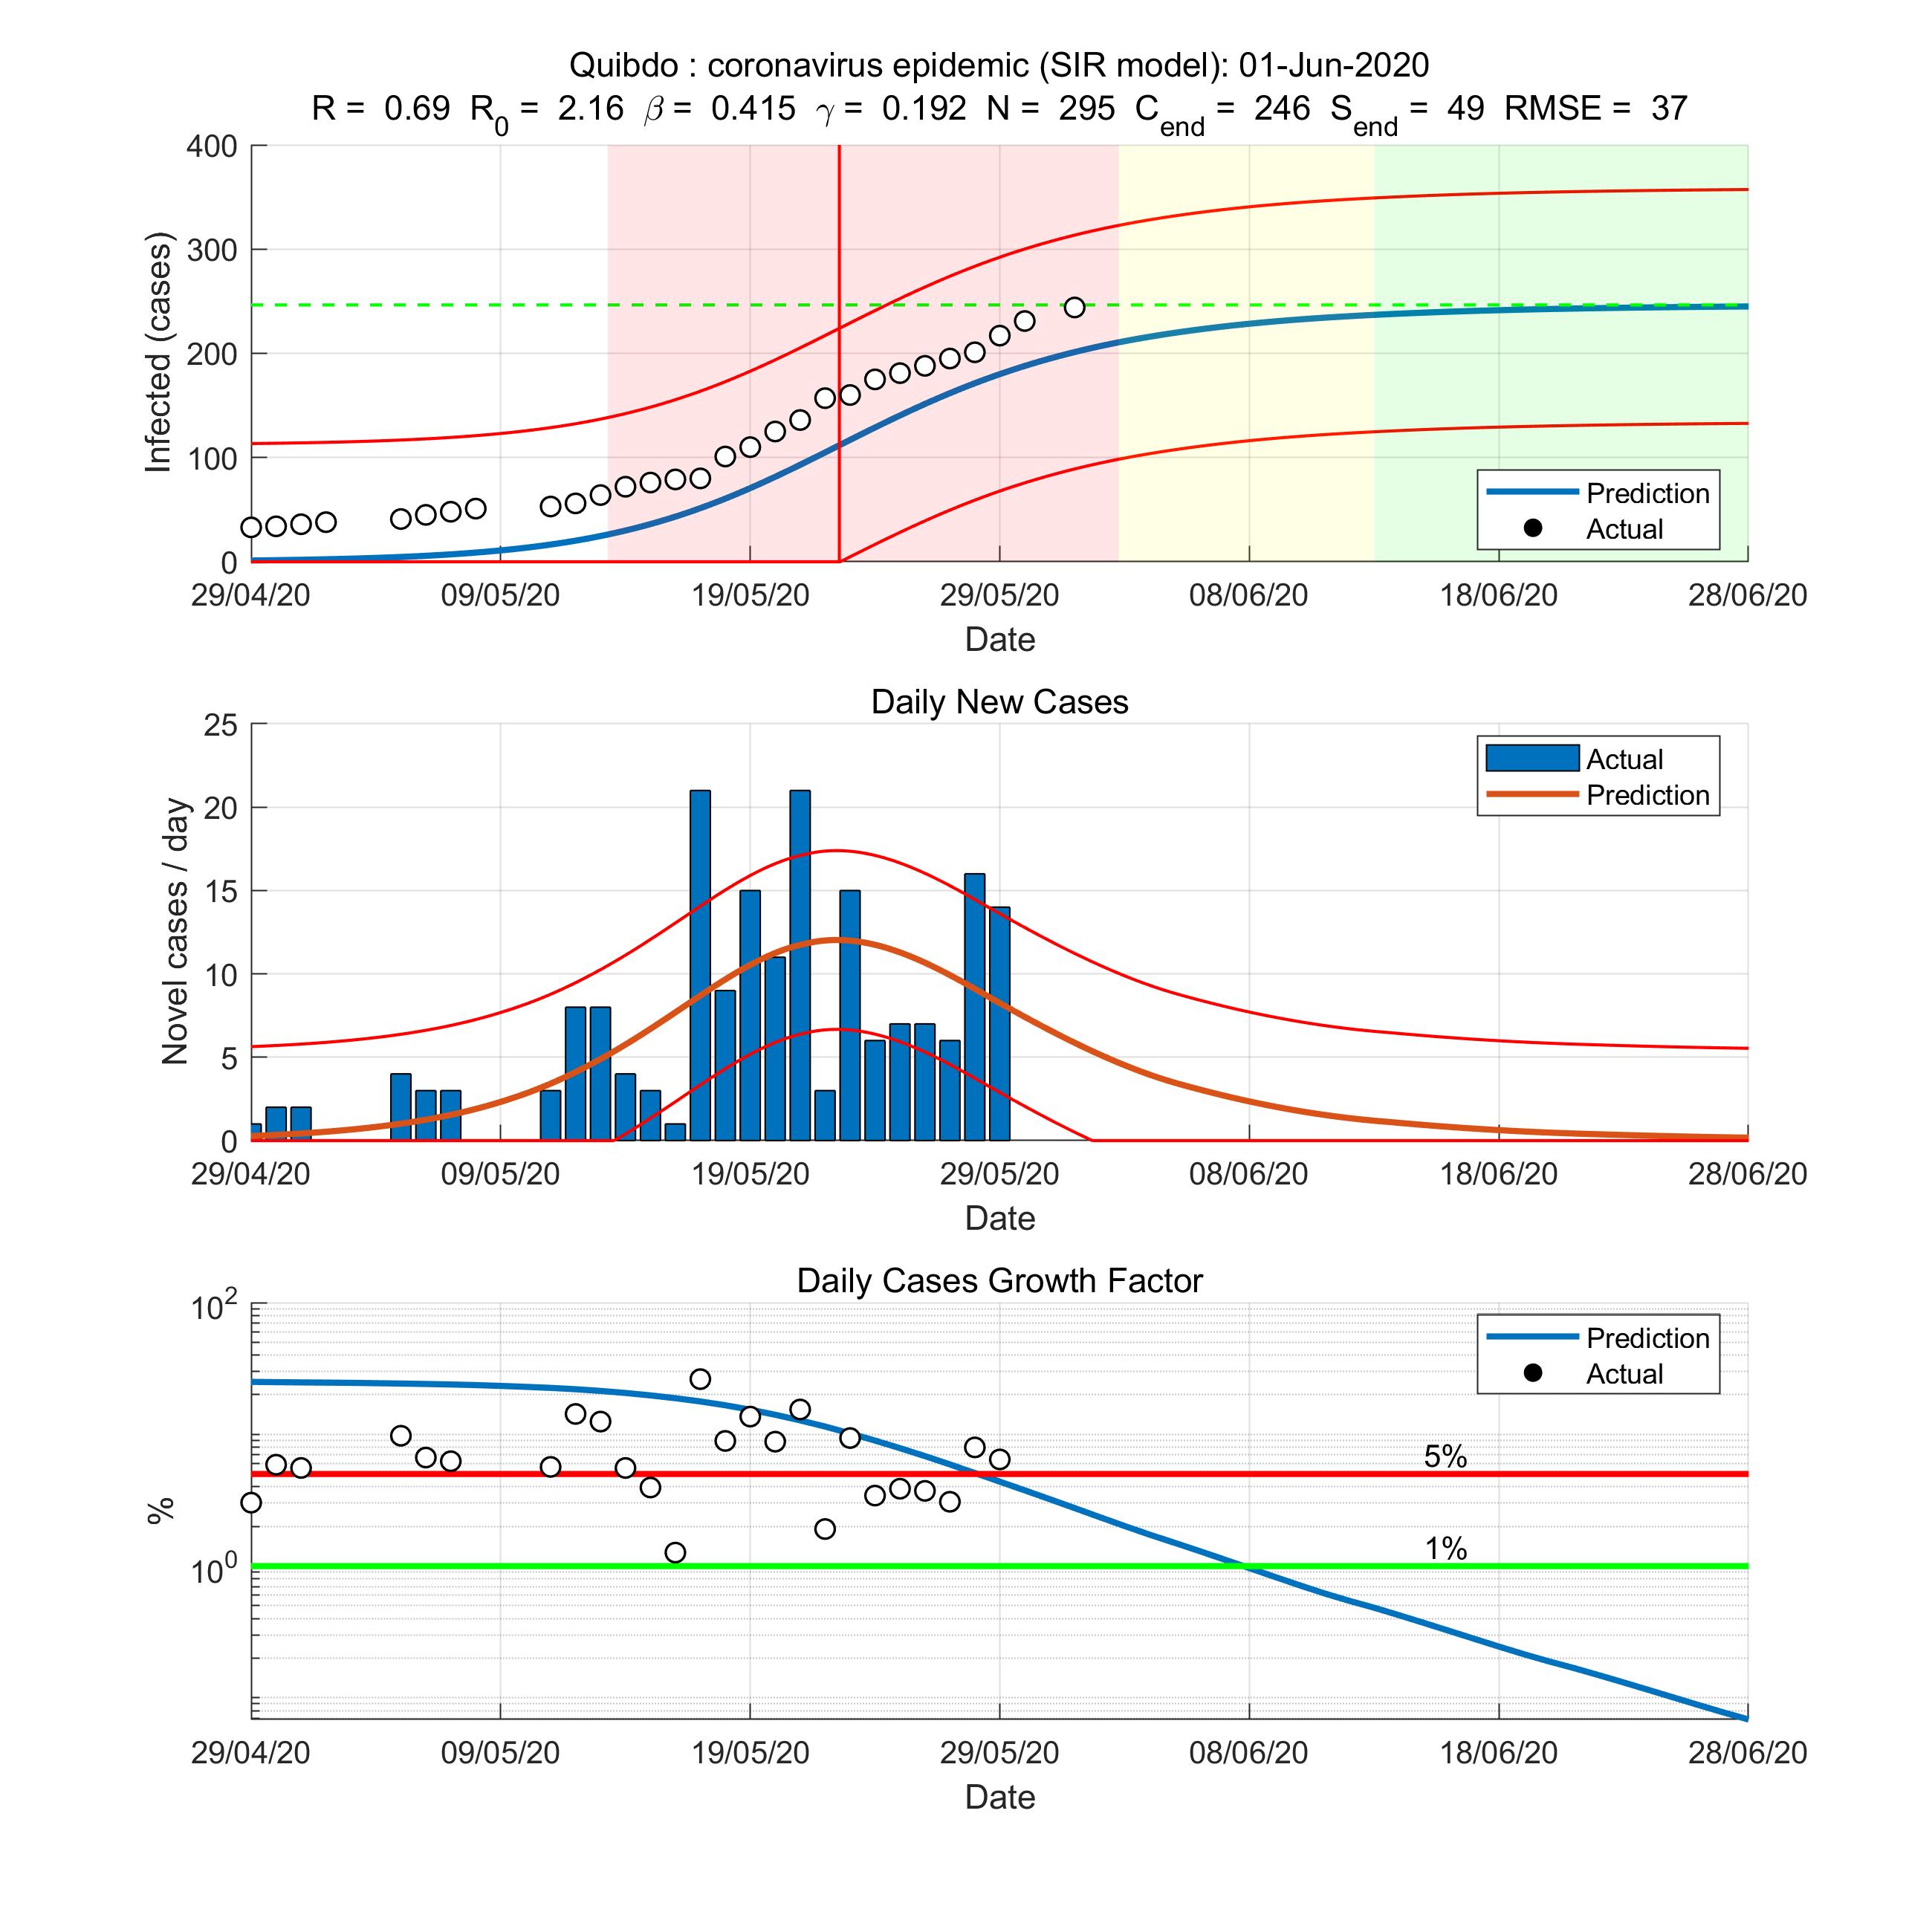 Quibdo : coronavirus epidemic (SIR model): 01-Jun-2020
R = 0.69 R0 = 2.16 β = 0.415 γ = 0.192 N = 295 Cend = 246 Send = 49 RMSE = 37
400
300
200
100
0
Infected (cases)
Prediction
Actual
29/04/20 09/05/20 19/05/20 29/05/20 08/06/20 18/06/20 28/06/20
Date
Daily New Cases
25
20
15
10
5
0
Novel cases / day
Actual
Prediction
29/04/20 09/05/20 19/05/20 29/05/20 08/06/20 18/06/20 28/06/20
Date
Daily Cases Growth Factor
10^2
10^0
%
Prediction
Actual
5%
1%
29/04/20 09/05/20 19/05/20 29/05/20 08/06/20 18/06/20 28/06/20
Date